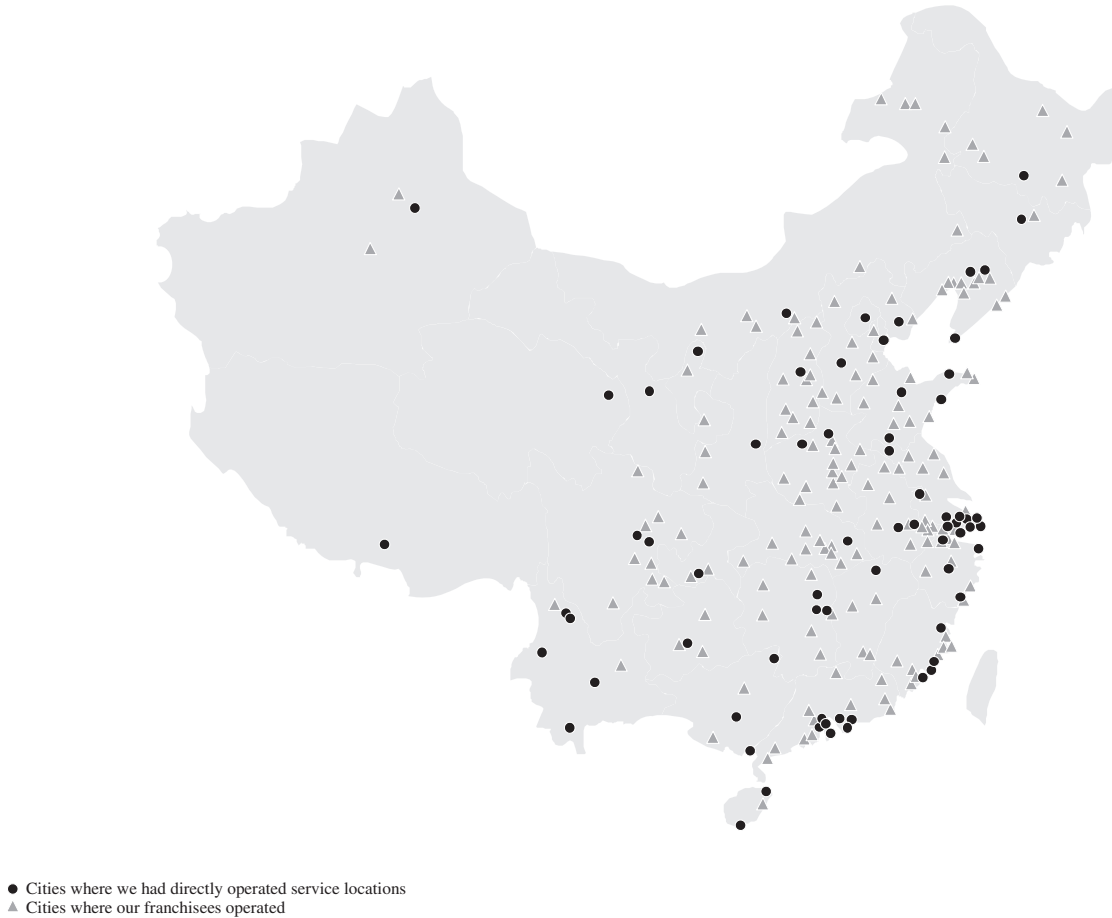 Cities where we had directly operated service locations
Cities where our franchisees operated